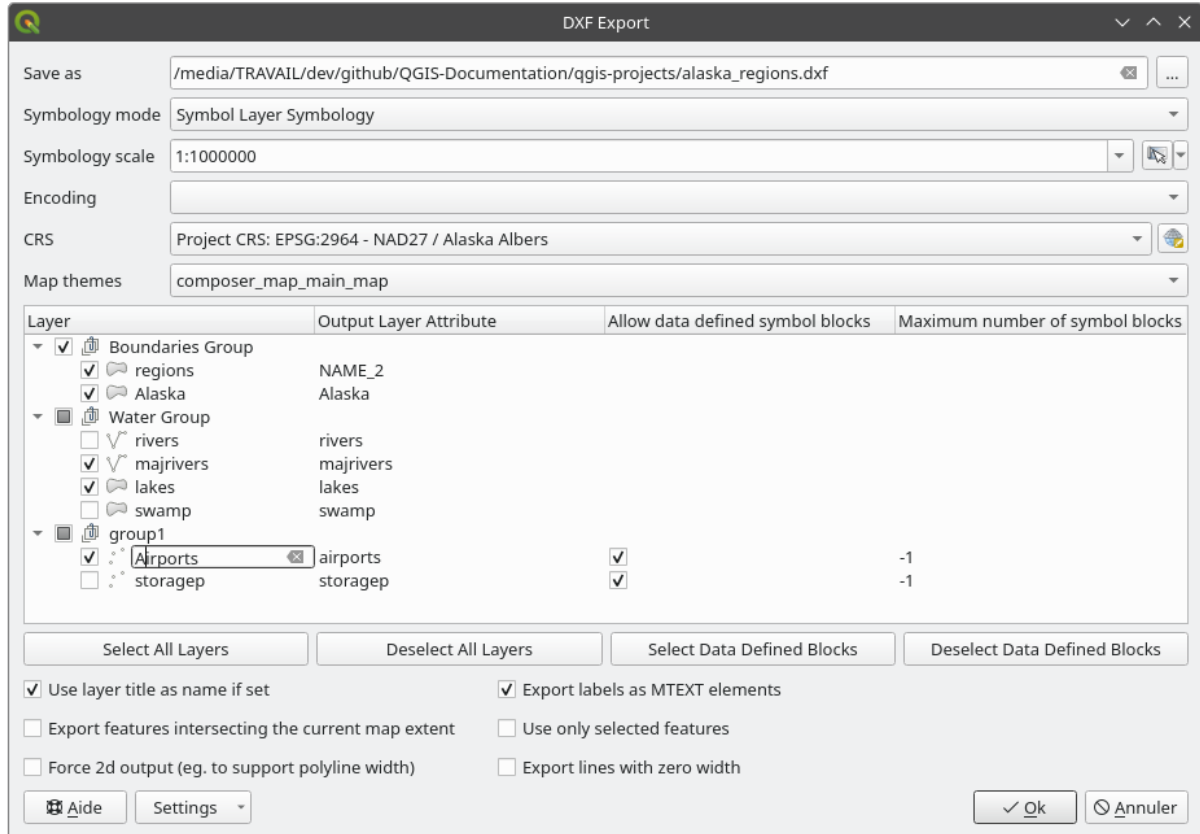 DXF Export
Save as /media/TRAVAIL/dev/github/QGIS-Documentation/qgis-projects/alaska_regions.dxf ...
Symbology mode Symbol Layer Symbology
Symbology scale 1:1000000
Encoding
CRS Project CRS: EPSG:2964 - NAD27 / Alaska Albers
Map themes composer_map_main_map
Layer Output Layer Attribute Allow data defined symbol blocks Maximum number of symbol blocks
Boundaries Group
regions NAME_2
Alaska Alaska
Water Group
rivers rivers
majrivers majrivers
lakes lakes
swamp swamp
group1
Airports airports -1
storagep storagep -1
Select All Layers Deselect All Layers Select Data Defined Blocks Deselect Data Defined Blocks
Use layer title as name if set Export labels as MTEXT elements
Export features intersecting the current map extent Use only selected features
Force 2d output (eg. to support polyline width) Export lines with zero width
Aide Settings Ok Annuler